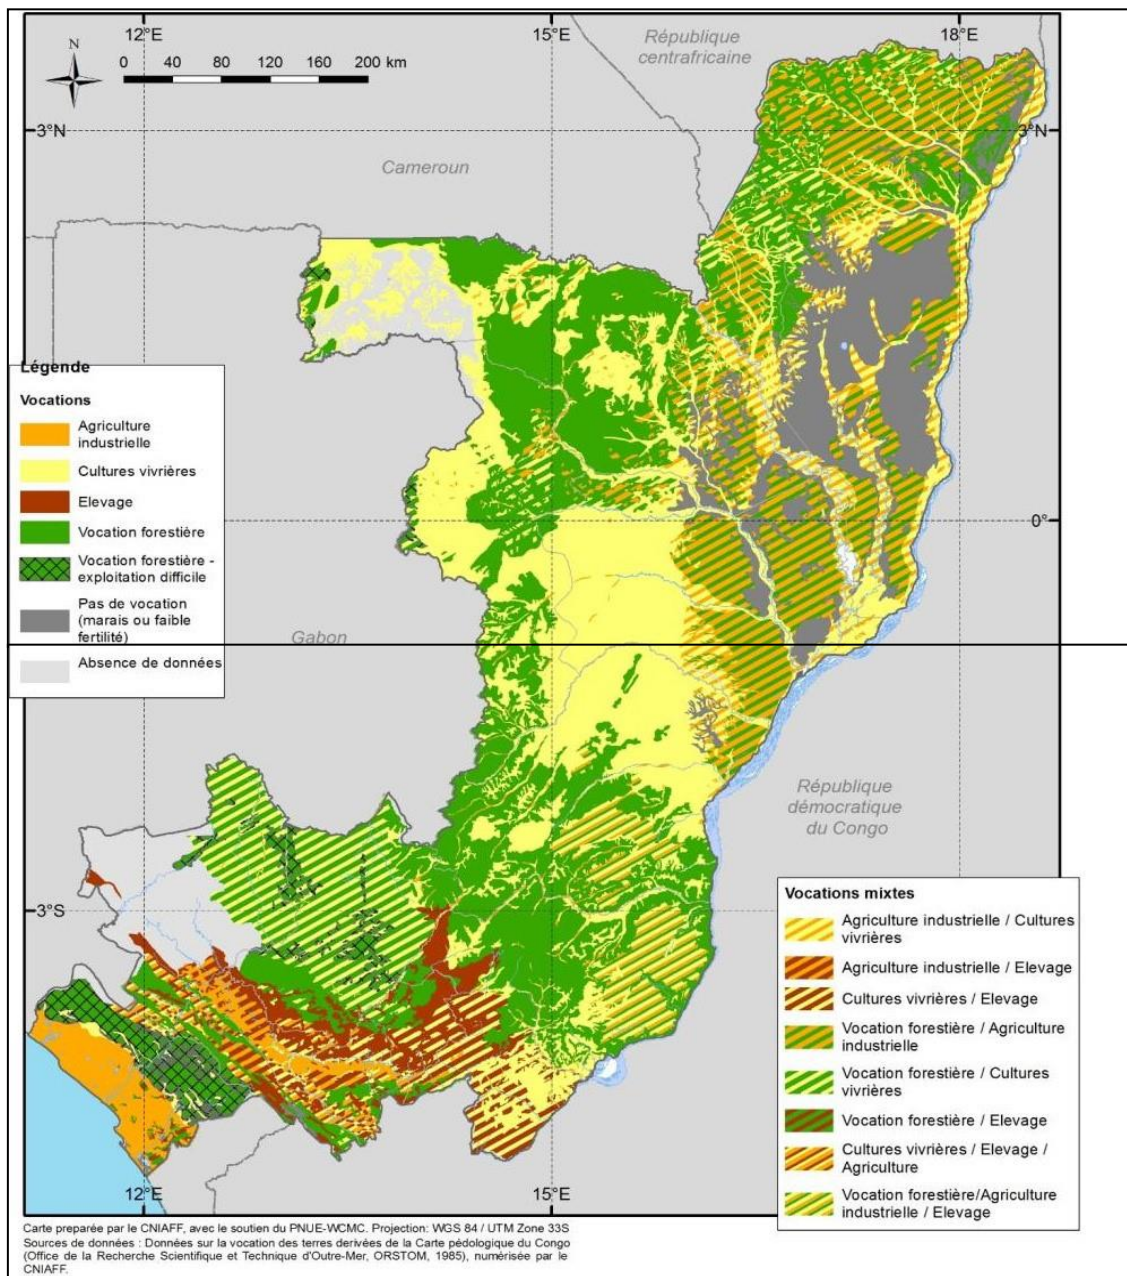 12°E
15°E
18°E
N
0 40 80 120 160 200 km
République
centrafricaine
3°N
3°N
Cameroun
Légende
Vocations
Agriculture
industrielle
Cultures vivrières
Elevage
Vocation forestière
Vocation forestière -
exploitation difficile
Pas de vocation
(marais ou faible
fertilité)
Absence de données
0°
Gabon
République
démocratique
du Congo
3°S
Vocations mixtes
Agriculture industrielle / Cultures
vivrières
Agriculture industrielle / Elevage
Cultures vivrières / Elevage
Vocation forestière / Agriculture
industrielle
Vocation forestière / Cultures
vivrières
Vocation forestière / Elevage
Cultures vivrières / Elevage /
Agriculture
Vocation forestière/Agriculture
industrielle / Elevage
12°E
15°E
Carte preparée par le CNIAFF, avec le soutien du PNUE-WCMC. Projection: WGS 84 / UTM Zone 33S
Sources de données : Données sur la vocation des terres derivées de la Carte pédologique du Congo
(Office de la Recherche Scientifique et Technique d'Outre-Mer, ORSTOM, 1985), numérisée par le
CNIAFF.